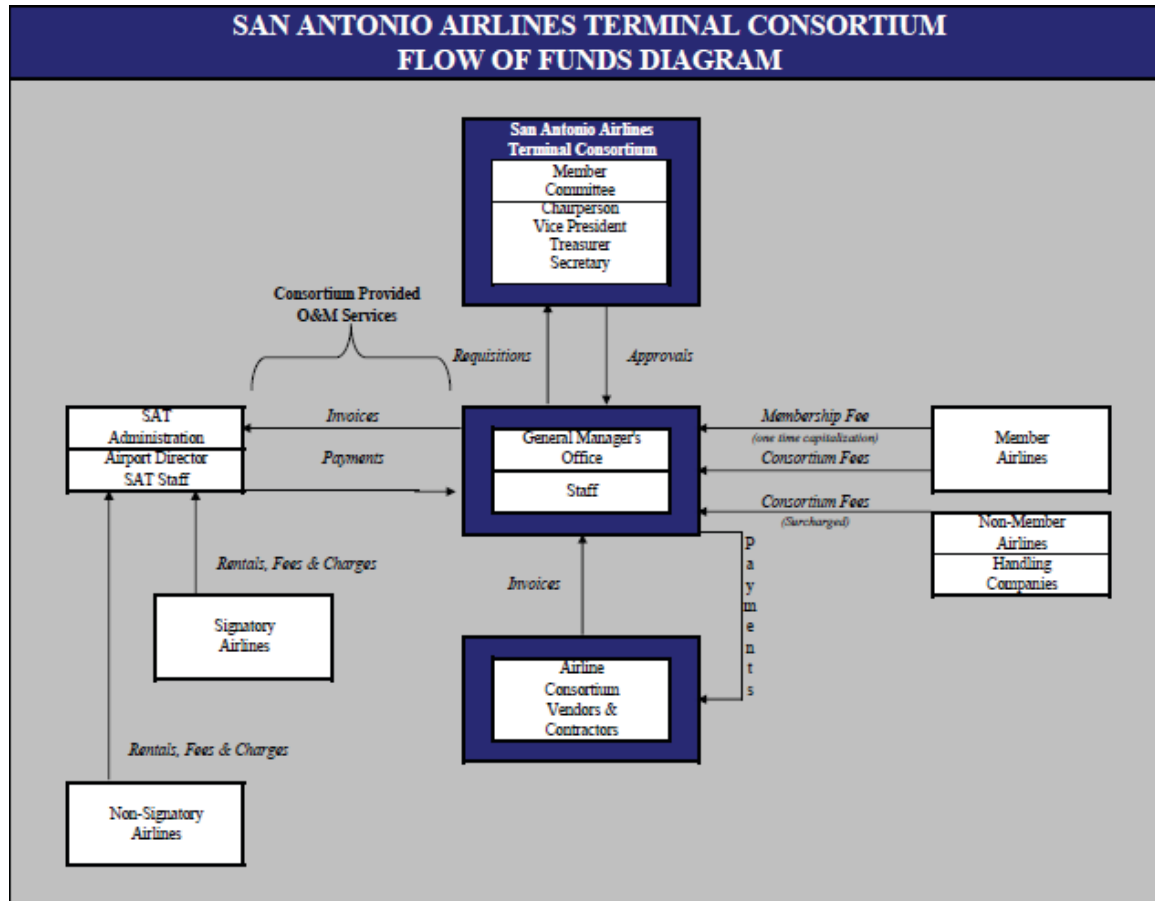 SAN ANTONIO AIRLINES TERMINAL CONSORTIUM
FLOW OF FUNDS DIAGRAM
San Antonio Airlines
Terminal Consortium
Member
Committee
Chairperson
Vice President
Treasurer
Secretary
Consortium Provided
O&M Services
Requisitions
Approvals
SAT
Administration
Airport Director
SAT Staff
Invoices
Payments
General Manager's
Office
Staff
Membership Fee
(one time capitalization)
Consortium Fees
Consortium Fees
(Surcharged)
Member
Airlines
Non-Member
Airlines
Handling
Companies
Rentals, Fees & Charges
Signatory
Airlines
Invoices
payments
Airline
Consortium
Vendors &
Contractors
Rentals, Fees & Charges
Non-Signatory
Airlines